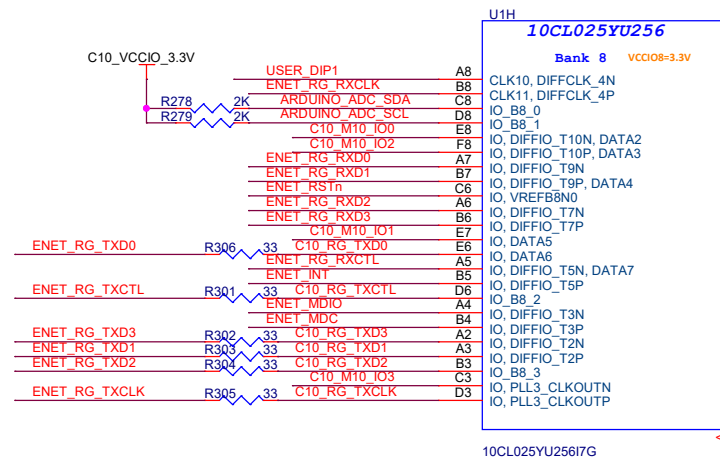 U1H
10CL025YU256
Bank 8 VCCIO8=3.3V
C10_VCCIO_3.3V
USER_DIP1 A8 CLK10, DIFFCLK_4N
ENET_RG_RXCLK B8 CLK11, DIFFCLK_4P
R278 2K ARDUINO_ADC_SDA C8 IO_B8_0
R279 2K ARDUINO_ADC_SCL D8 IO_B8_1
C10_M10_IO0 E8 IO, DIFFIO_T10N, DATA2
C10_M10_IO2 F8 IO, DIFFIO_T10P, DATA3
ENET_RG_RXD0 A7 IO, DIFFIO_T9N
ENET_RG_RXD1 B7 IO, DIFFIO_T9P, DATA4
ENET_RSTn C6 IO, VREFB8N0
ENET_RG_RXD2 A6 IO, DIFFIO_T7N
ENET_RG_RXD3 B6 IO, DIFFIO_T7P
C10_M10_IO1 E7 IO, DATA5
ENET_RG_TXD0 R306 33 C10_RG_TXD0 E6 IO, DATA6
ENET_RG_RXCTL A5 IO, DIFFIO_T5N, DATA7
ENET_INT B5 IO, DIFFIO_T5P
ENET_RG_TXCTL R301 33 C10_RG_TXCTL D6 IO_B8_2
ENET_MDIO A4 IO, DIFFIO_T3N
ENET_MDC B4 IO, DIFFIO_T3P
ENET_RG_TXD3 R302 33 C10_RG_TXD3 A2 IO, DIFFIO_T2N
ENET_RG_TXD1 R303 33 C10_RG_TXD1 A3 IO, DIFFIO_T2P
ENET_RG_TXD2 R304 33 C10_RG_TXD2 B3 IO_B8_3
C10_M10_IO3 C3 IO, PLL3_CLKOUTN
ENET_RG_TXCLK R305 33 C10_RG_TXCLK D3 IO, PLL3_CLKOUTP
10CL025YU256I7G